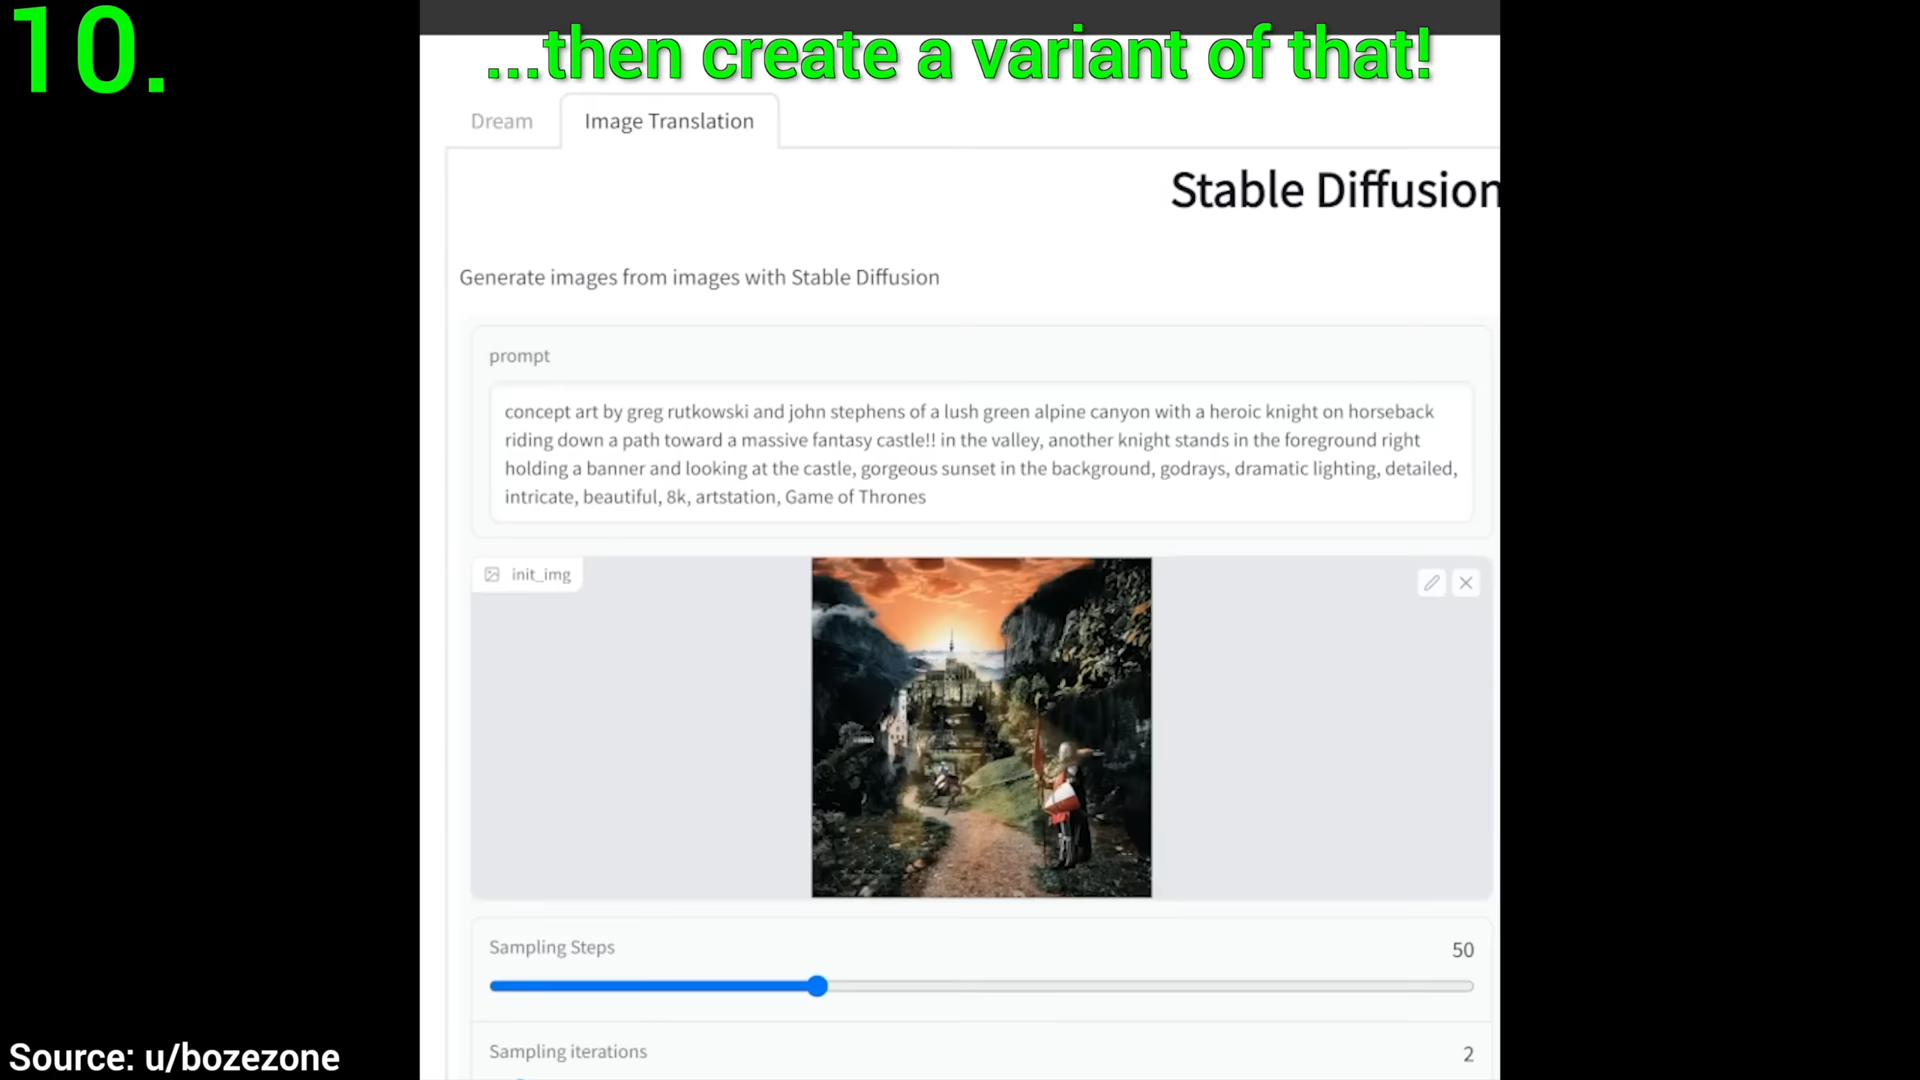 10.
...then create a variant of that!
Dream
Image Translation
Stable Diffusion
Generate images from images with Stable Diffusion
prompt
concept art by greg rutkowski and john stephens of a lush green alpine canyon with a heroic knight on horseback
riding down a path toward a massive fantasy castle!! in the valley, another knight stands in the foreground right
holding a banner and looking at the castle, gorgeous sunset in the background, godrays, dramatic lighting, detailed,
intricate, beautiful, 8k, artstation, Game of Thrones
init_img
Sampling Steps
50
Sampling iterations
2
Source: u/bozezone